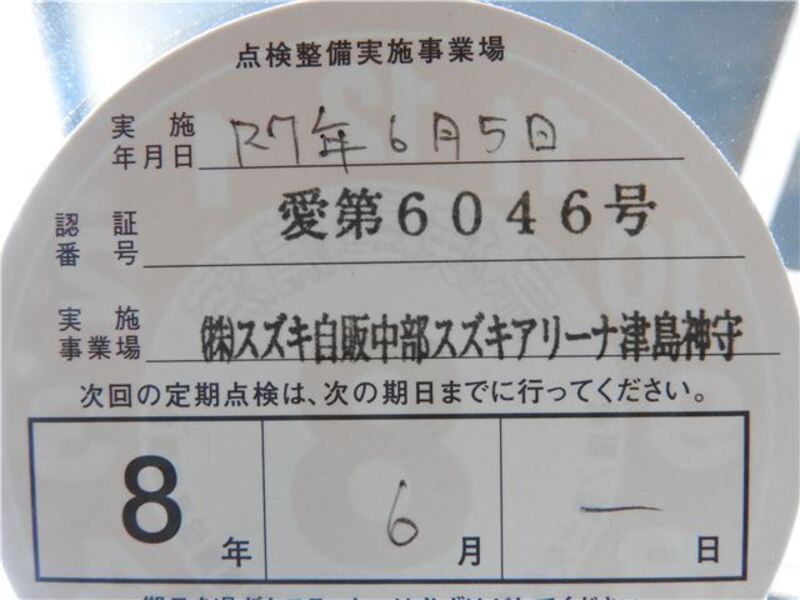 点検整備実施事業場
実施年月日 R7年6月5日
認証番号 愛第6046号
実施事業場 ㈱スズキ自販中部スズキアリーナ津島神守
次回の定期点検は、次の期日までに行ってください。
8年 6月 一日